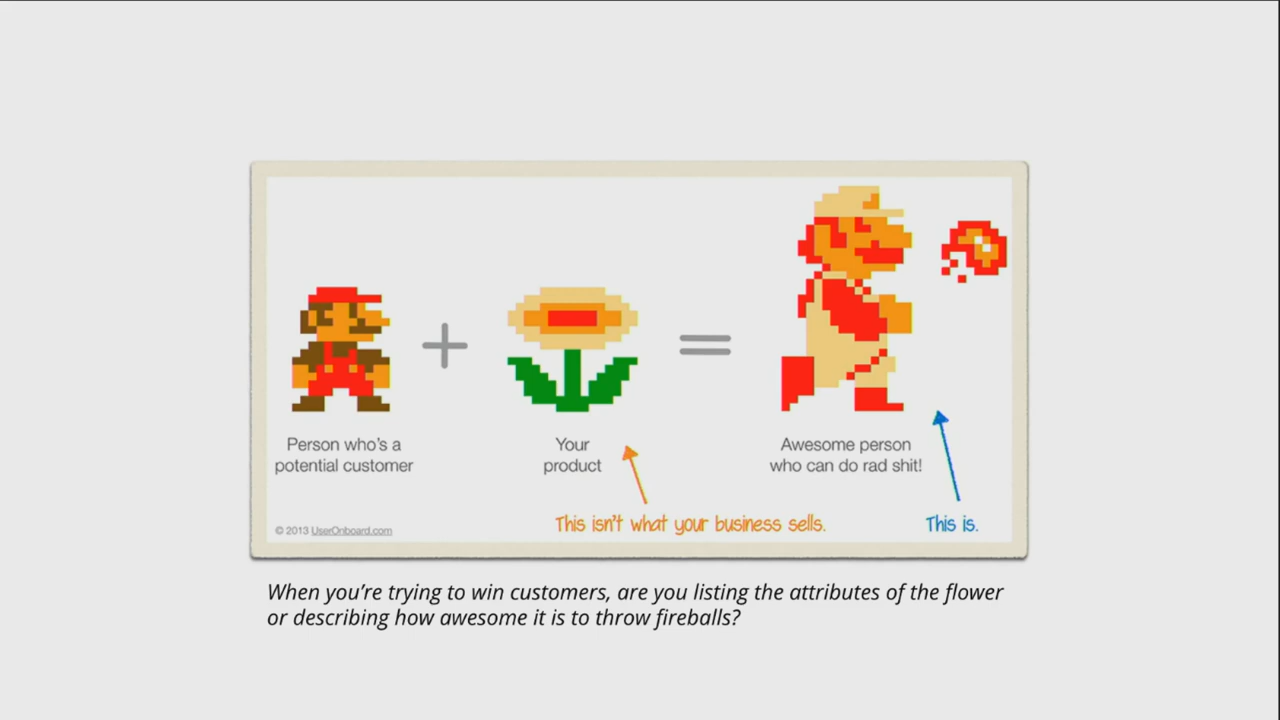 Person who's a
potential customer
Your
product
Awesome person
who can do rad shit!
This isn't what your business sells.
This is.
© 2013 UserOnboard.com
When you're trying to win customers, are you listing the attributes of the flower
or describing how awesome it is to throw fireballs?